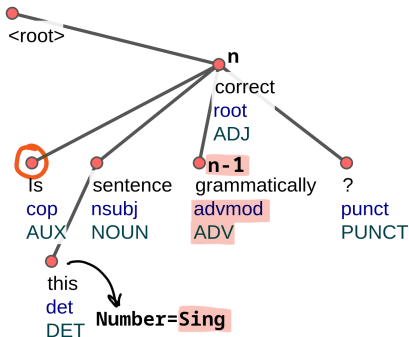 <root>
n
correct
root
ADJ
n-1
Is sentence grammatically ?
cop nsubj advmod punct
AUX NOUN ADV PUNCT
this
det
DET
Number=Sing